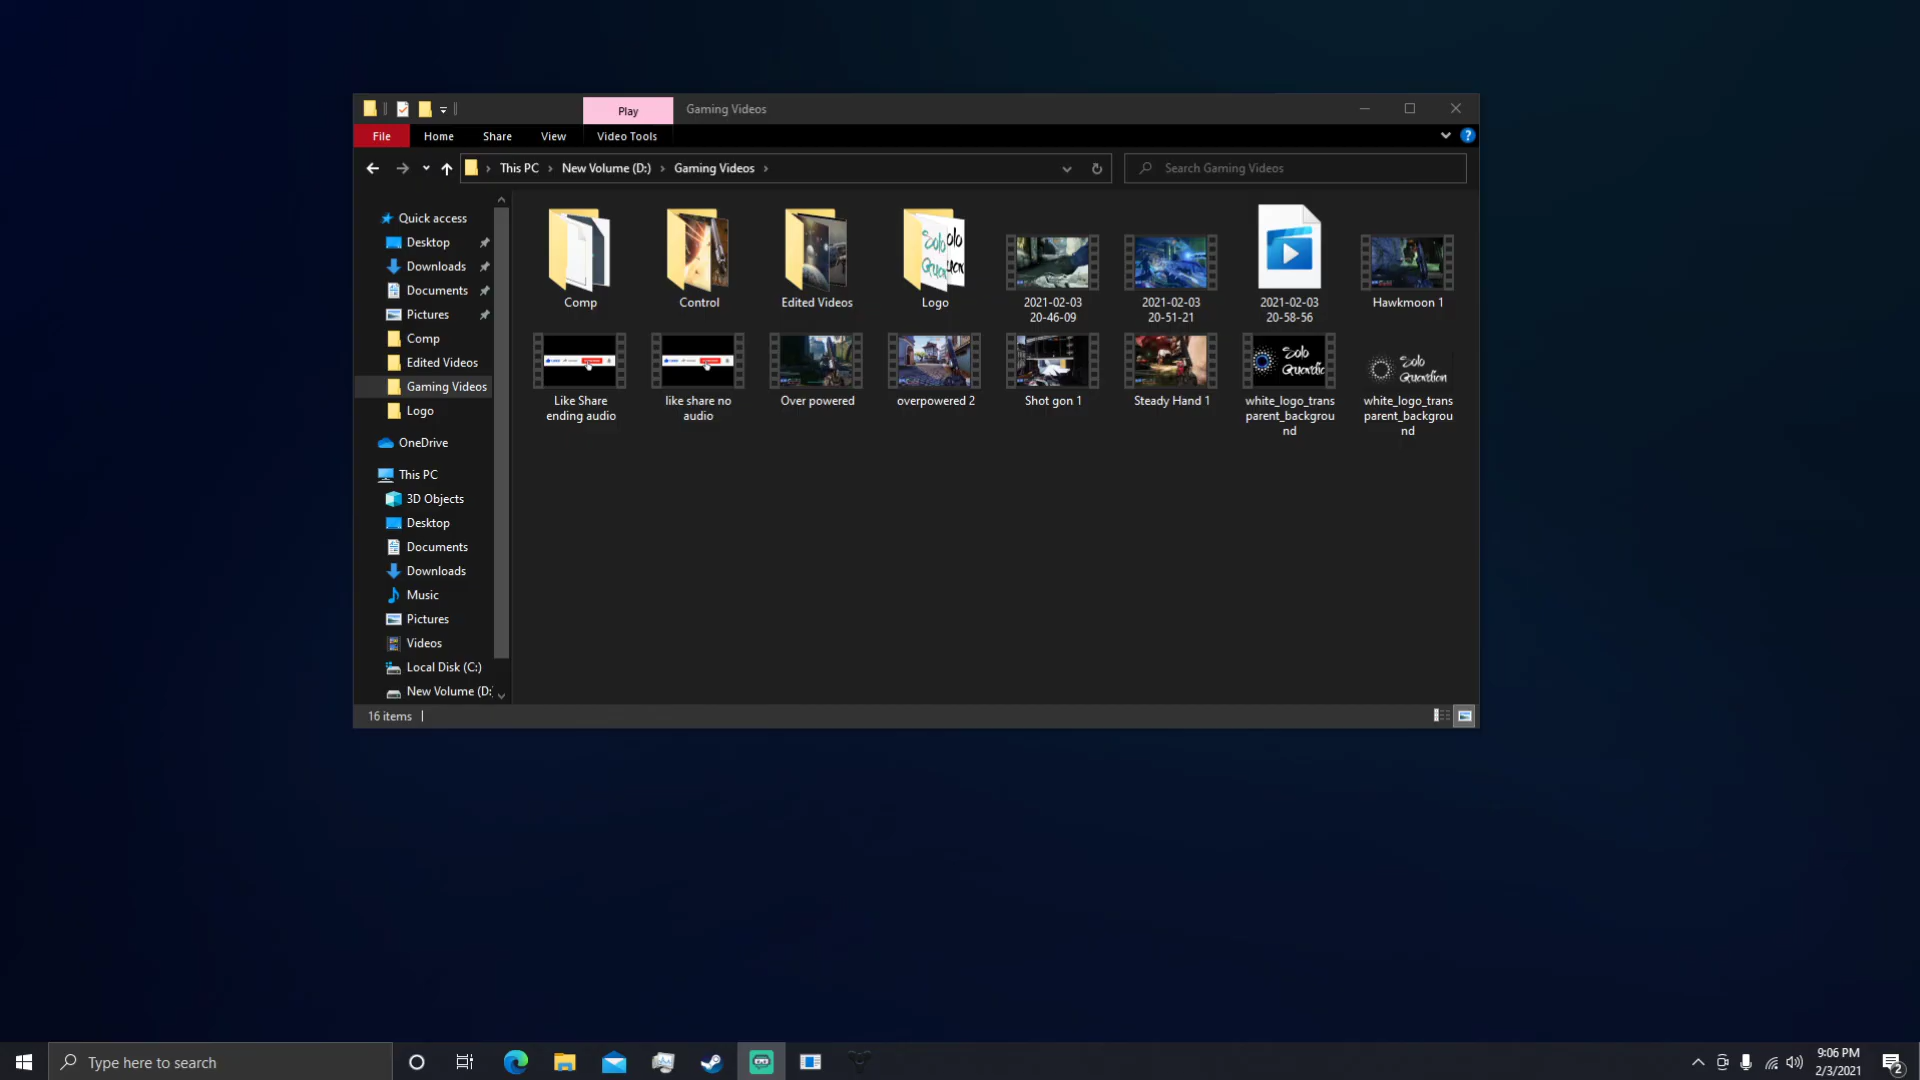 Play
Gaming Videos
File
Home
Share
View
Video Tools
?
This PC
New Volume (D:)
Gaming Videos
Search Gaming Videos
Quick access
Desktop
Downloads
Documents
Pictures
Comp
Edited Videos
Gaming Videos
Logo
OneDrive
This PC
3D Objects
Desktop
Documents
Downloads
Music
Pictures
Videos
Local Disk (C:)
New Volume (D:
Solo
Comp
Control
Edited Videos
Logo
2021-02-03
20-46-09
2021-02-03
20-51-21
2021-02-03
20-58-56
Hawkmoon 1
Solo
Solo
Guardian
Like Share
ending audio
like share no
audio
Over powered
overpowered 2
Shot gon 1
Steady Hand 1
white_logo_trans
parent_backgrou
nd
white_logo_trans
parent_backgrou
nd
16 items
Type here to search
9:06 PM
2/3/2021
2